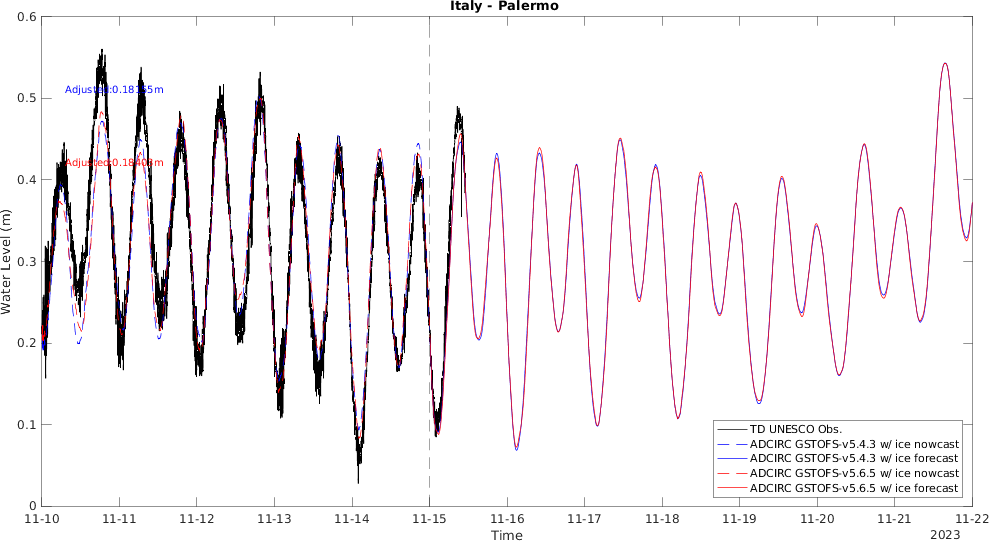 Italy - Palermo
Water Level (m)
0.6
0.5
0.4
0.3
0.2
0.1
0
Adjusted:0.18155m
11-10
11-11
11-12
11-13
11-14
11-15
11-16
11-17
11-18
11-19
11-20
11-21
11-22
Time
2023
TD UNESCO Obs.
ADCIRC GSTOFS-v5.4.3 w/ ice nowcast
ADCIRC GSTOFS-v5.4.3 w/ ice forecast
ADCIRC GSTOFS-v5.6.5 w/ ice nowcast
ADCIRC GSTOFS-v5.6.5 w/ ice forecast